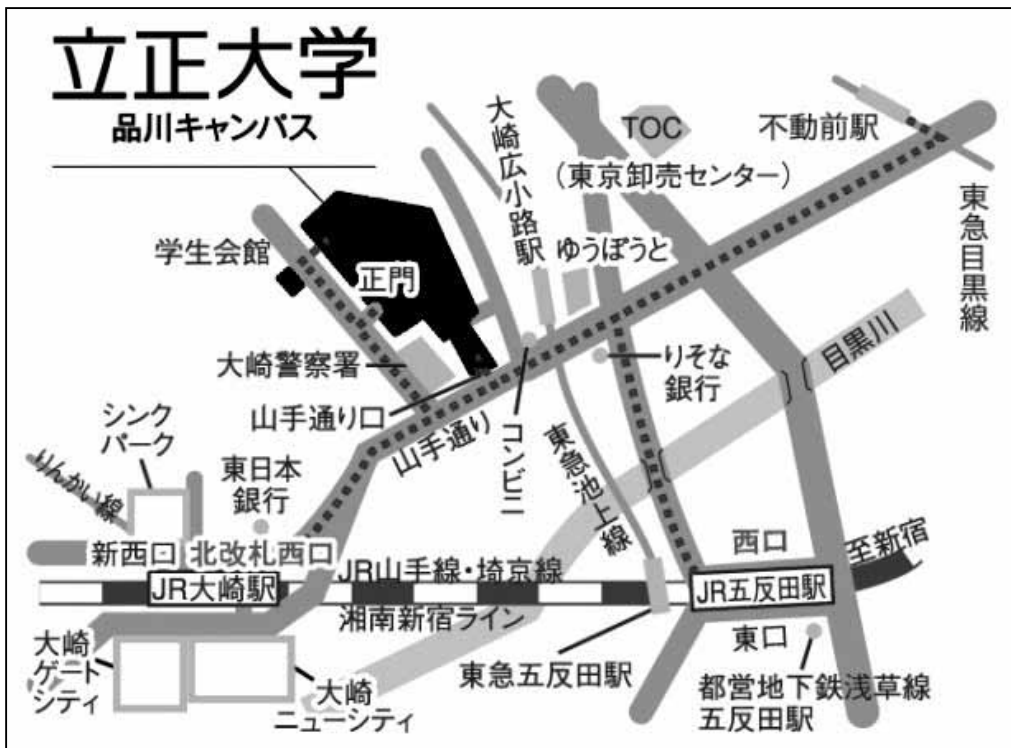 立正大学
品川キャンパス
大崎広小路駅
TOC
(東京卸売センター)
不動前駅
東急目黒線
学生会館
正門
ゆうぽうと
大崎警察署
りそな
銀行
目黒川
山手通り口
山手通り
コンビニ
東急池上線
シンク
パーク
りんかい線
東日本
銀行
新西口
北改札西口
西口
至新宿
JR大崎駅
JR山手線・埼京線
湘南新宿ライン
JR五反田駅
東口
大崎
ゲート
シティ
大崎
ニューシティ
東急五反田駅
都営地下鉄浅草線
五反田駅